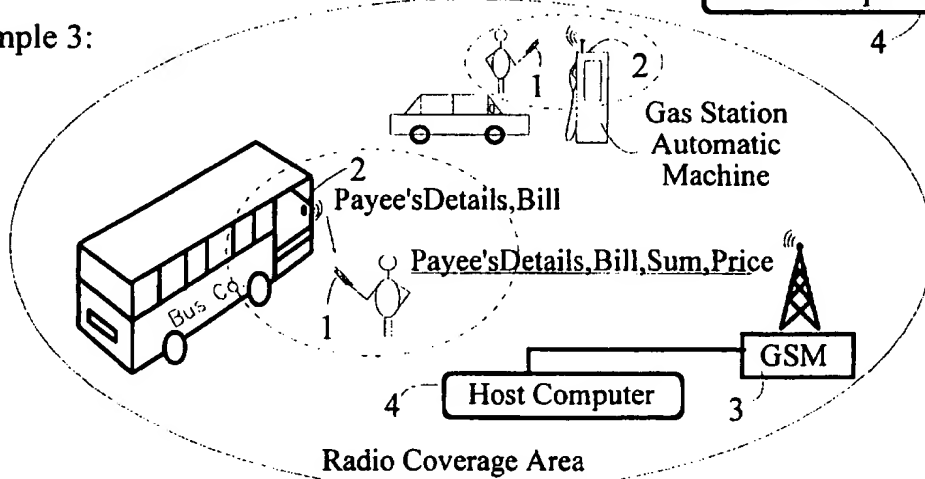 4
mple 3:
1
2
Gas Station
Automatic
Machine
2
Payee'sDetails,Bill
Payee'sDetails,Bill,Sum,Price
Bus Co.
1
GSM
4
Host Computer
3
Radio Coverage Area